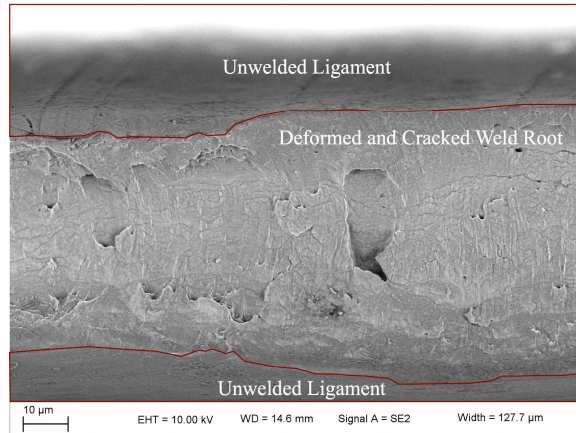 Unwelded Ligament
Deformed and Cracked Weld Root
Unwelded Ligament
10 µm
EHT = 10.00 kV WD = 14.6 mm Signal A = SE2 Width = 127.7 µm